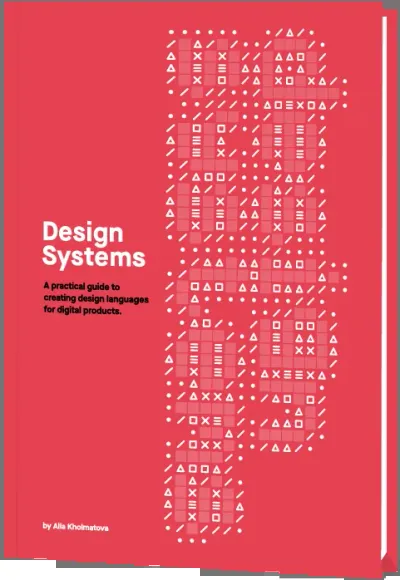 Design
Systems
A practical guide to
creating design languages
for digital products.
by Alla Kholmatova